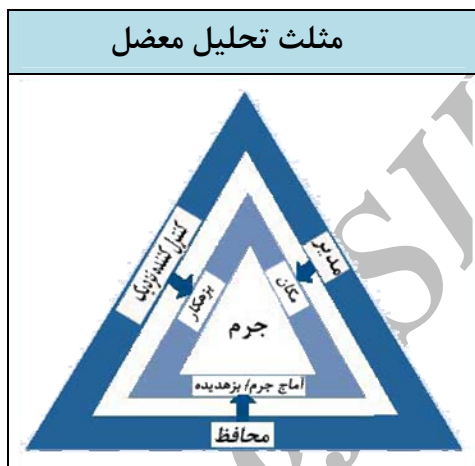 مثلث تحلیل معضل
کنترل کننده نزدیک
مدیر
بزهکار
مکان
جرم
آماج جرم/ بزهدیده
محافظ